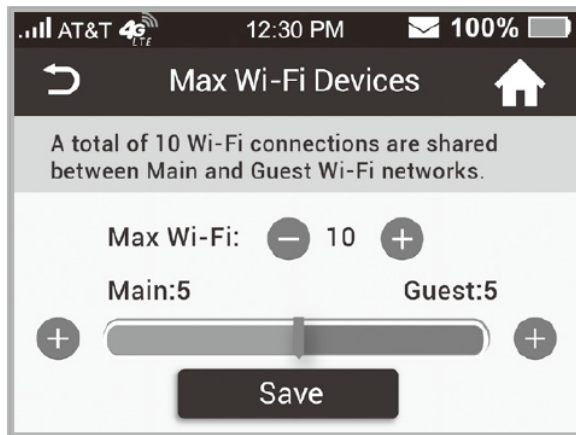 AT&T 4G LTE 12:30 PM 100%
Max Wi-Fi Devices
A total of 10 Wi-Fi connections are shared
between Main and Guest Wi-Fi networks.
Max Wi-Fi: − 10 +
Main:5 Guest:5
+ +
Save